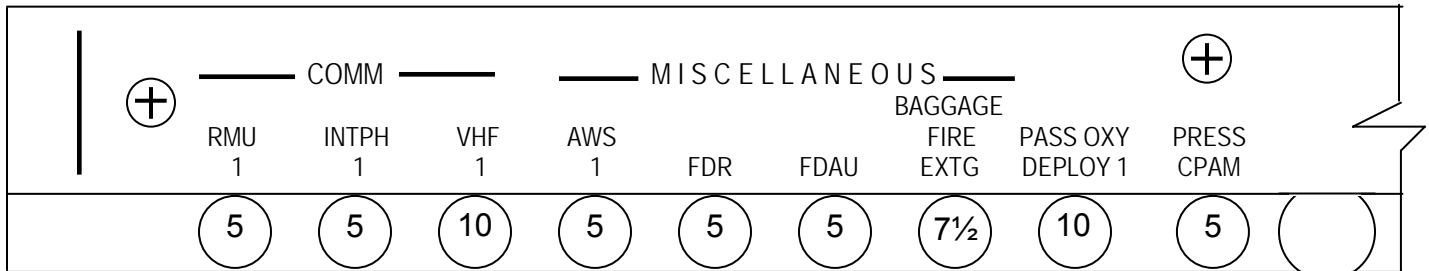 COMM MISCELLANEOUS
BAGGAGE
RMU INTPH VHF AWS FIRE PASS OXY PRESS
1 1 1 1 FDR FDAU EXTG DEPLOY 1 CPAM
5 5 10 5 5 5 7½ 10 5